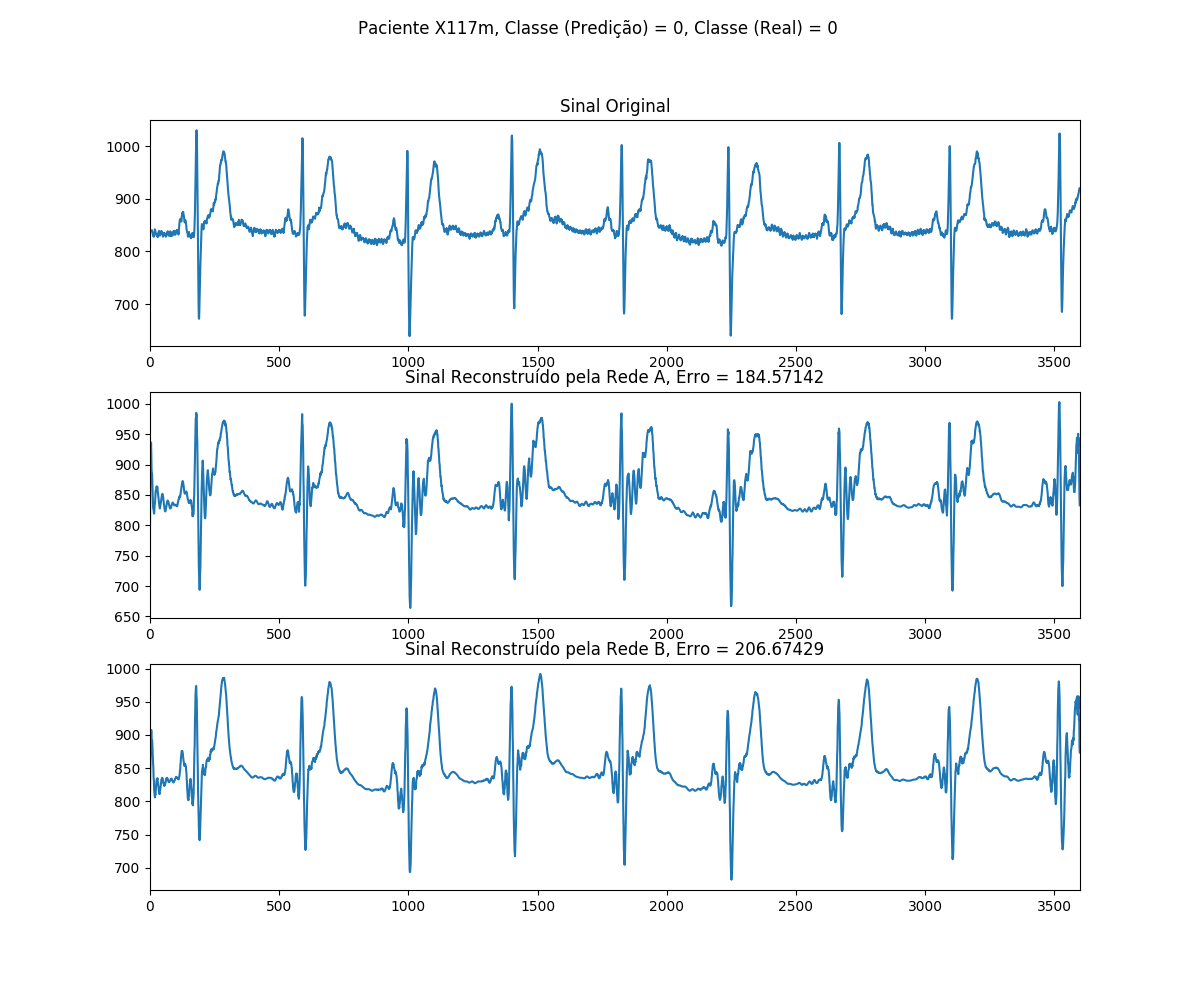 Paciente X117m, Classe (Predição) = 0, Classe (Real) = 0
Sinal Original
1000
900
800
700
0 500 1000 1500 2000 2500 3000 3500
Sinal Reconstruído pela Rede A, Erro = 184.57142
1000
950
900
850
800
750
700
650
0 500 1000 1500 2000 2500 3000 3500
Sinal Reconstruído pela Rede B, Erro = 206.67429
1000
950
900
850
800
750
700
0 500 1000 1500 2000 2500 3000 3500